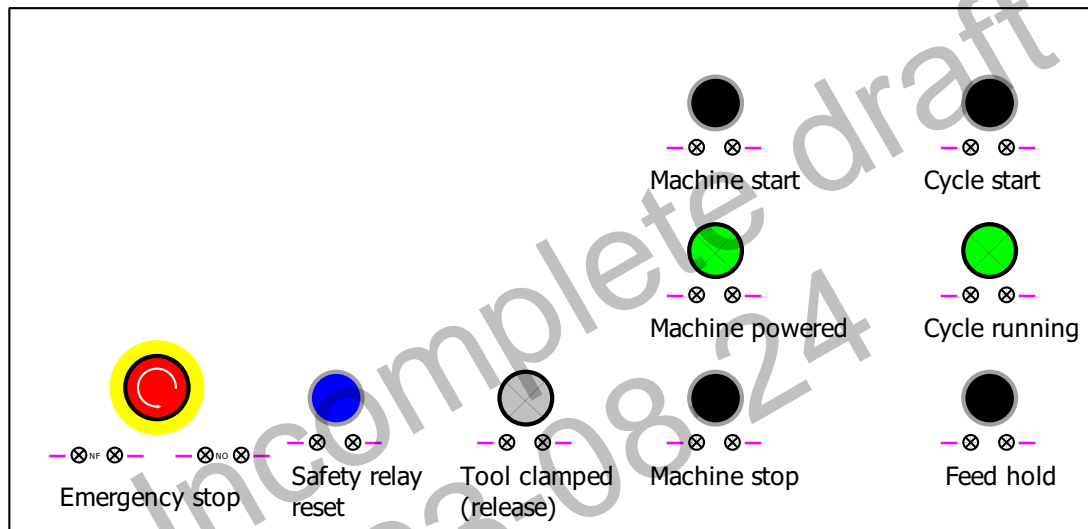 Machine start
Cycle start
Machine powered
Cycle running
NF
NO
Emergency stop
Safety relay
reset
Tool clamped
(release)
Machine stop
Feed hold
Incomplete draft
3-08-24